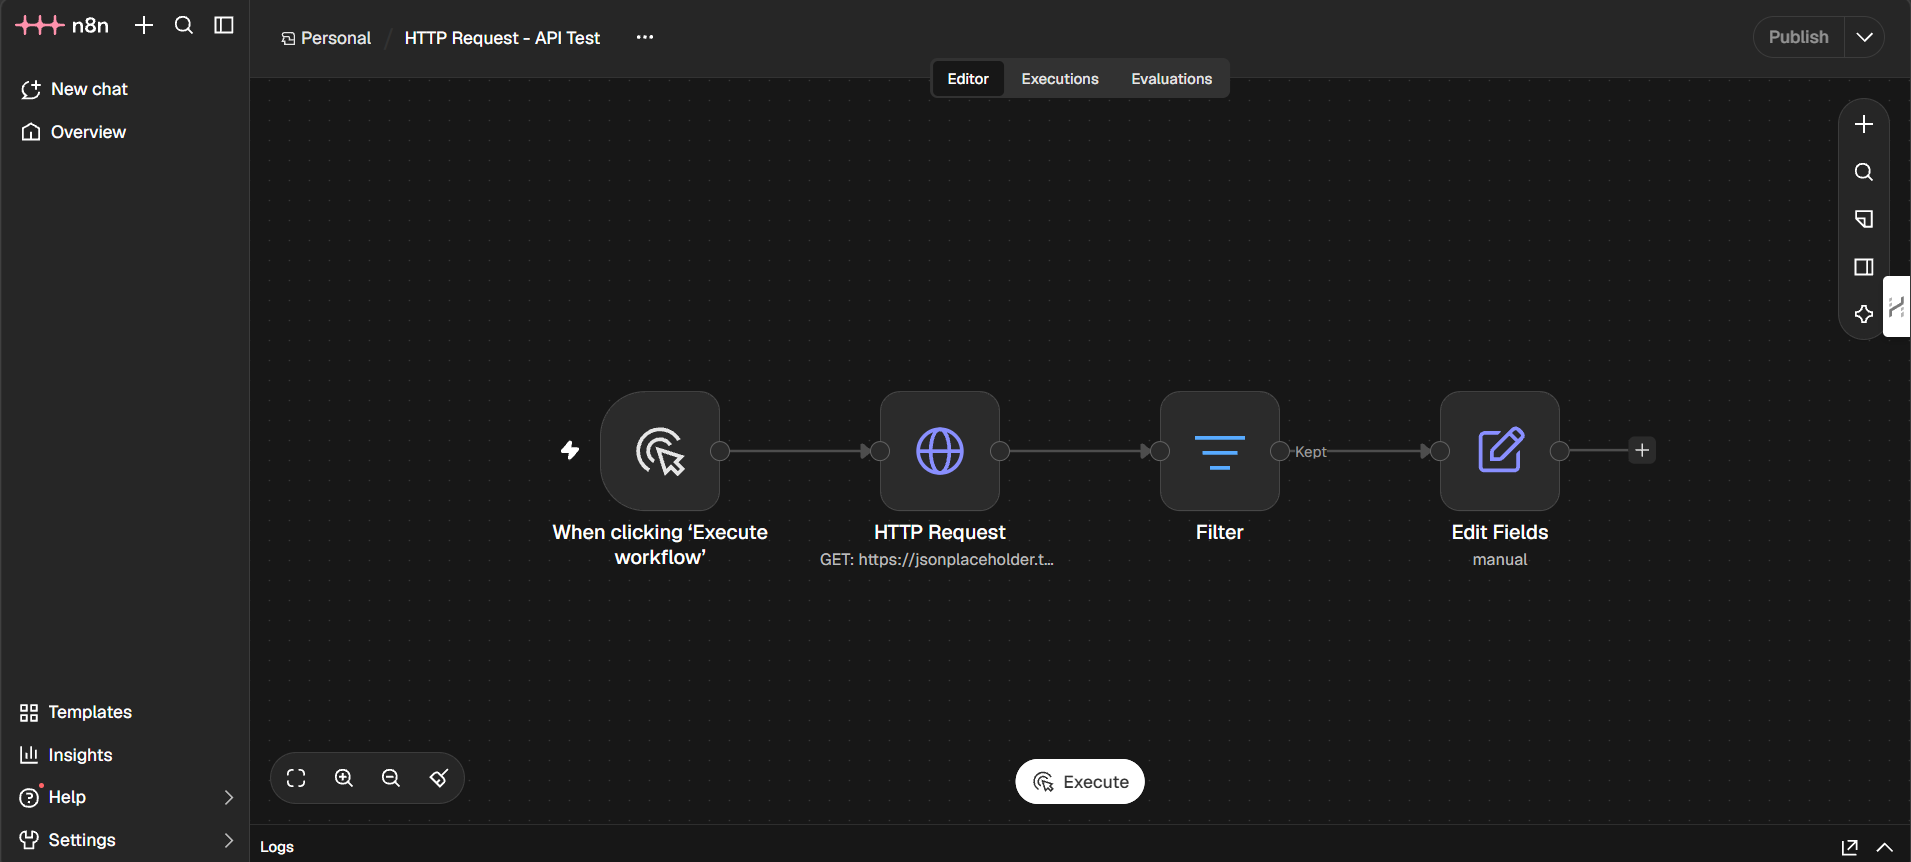 n8n
Personal / HTTP Request - API Test ...
Publish
Editor Executions Evaluations
New chat
Overview
Kept
When clicking ‘Execute
workflow’
HTTP Request
GET: https://jsonplaceholder.t...
Filter
Edit Fields
manual
Templates
Insights
Help
Settings
Execute
Logs